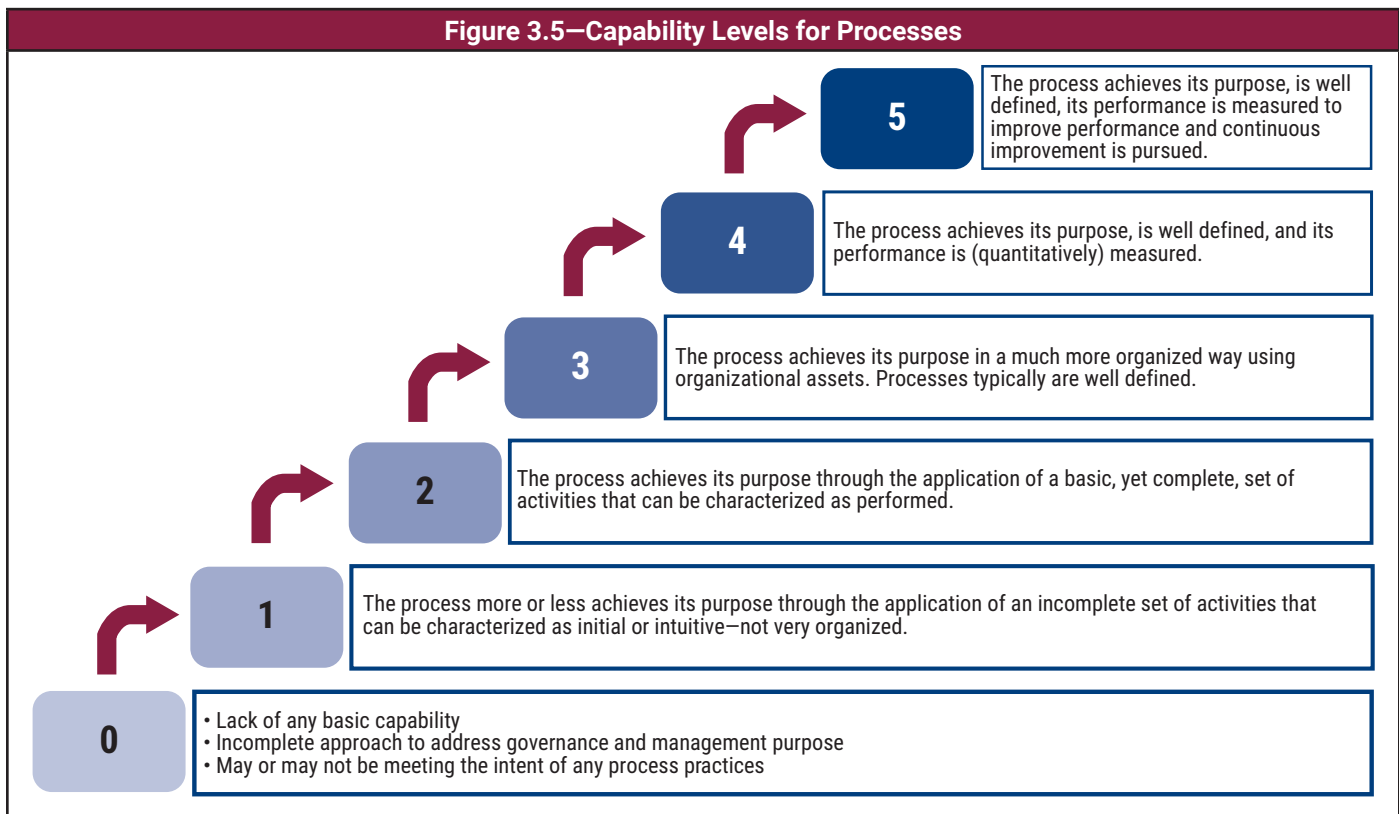 Figure 3.5—Capability Levels for Processes
5
The process achieves its purpose, is well
defined, its performance is measured to
improve performance and continuous
improvement is pursued.
4
The process achieves its purpose, is well defined, and its
performance is (quantitatively) measured.
3
The process achieves its purpose in a much more organized way using
organizational assets. Processes typically are well defined.
2
The process achieves its purpose through the application of a basic, yet complete, set of
activities that can be characterized as performed.
1
The process more or less achieves its purpose through the application of an incomplete set of activities that
can be characterized as initial or intuitive—not very organized.
0
• Lack of any basic capability
• Incomplete approach to address governance and management purpose
• May or may not be meeting the intent of any process practices